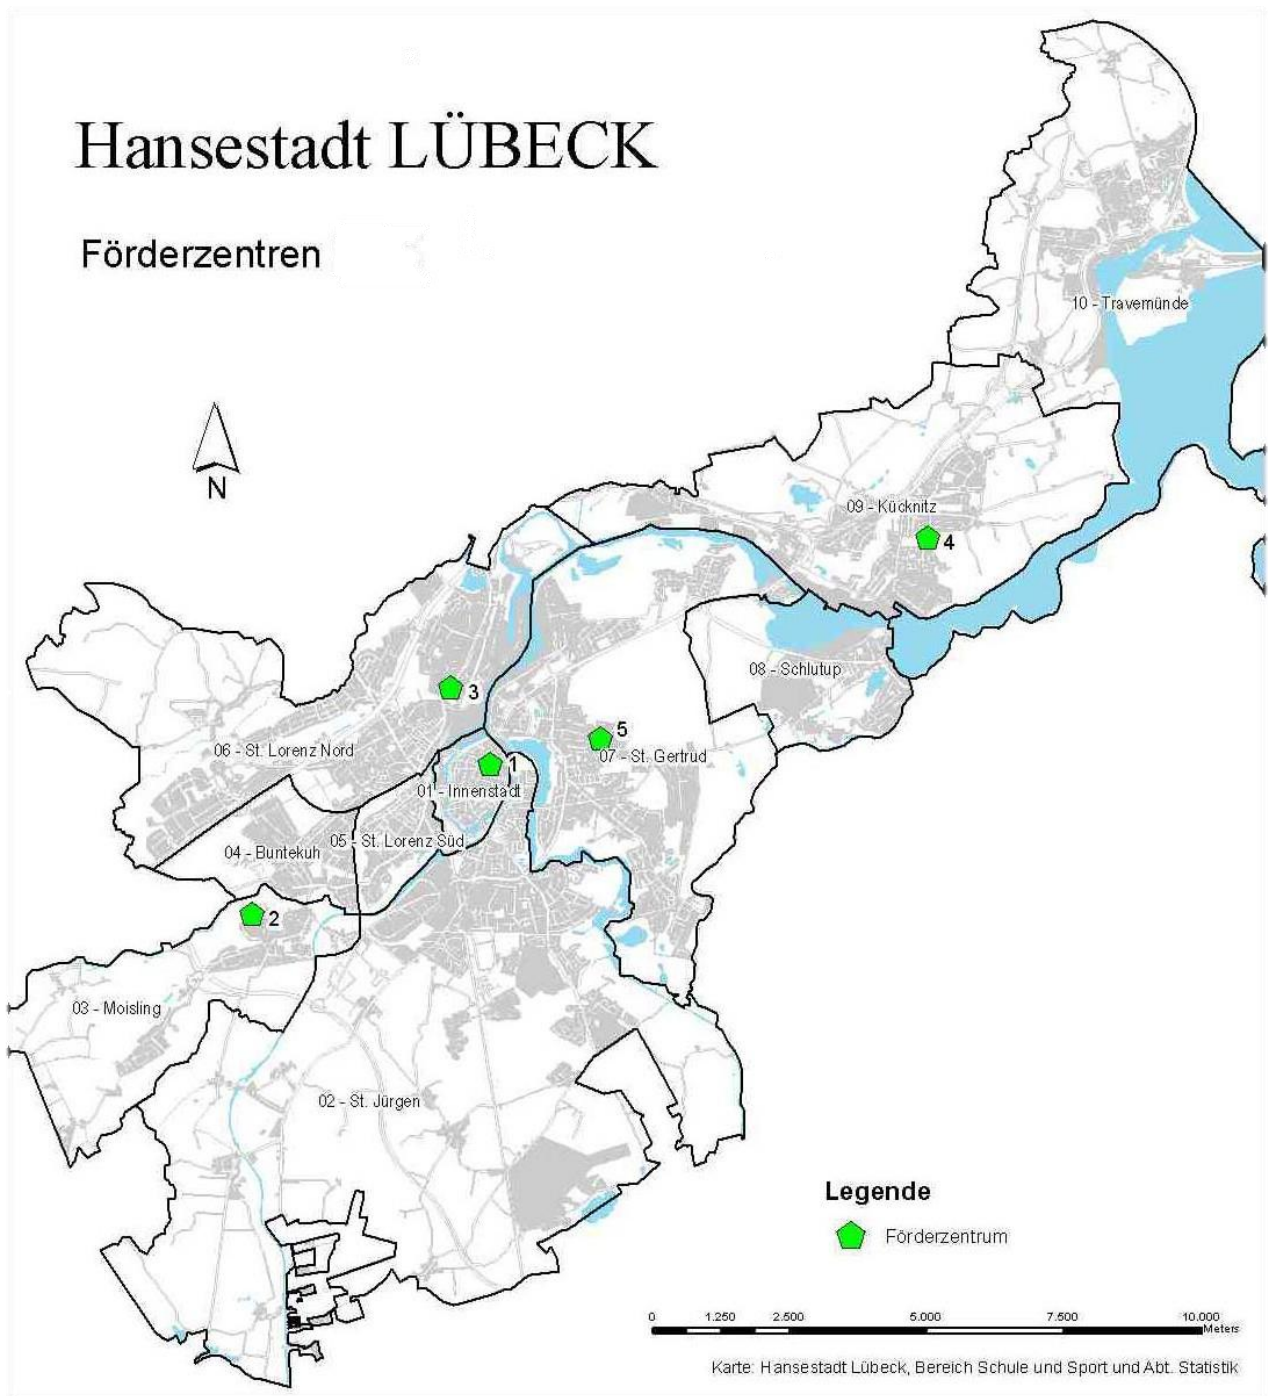 Hansestadt LÜBECK
Förderzentren
10 - Travemünde
N
09 - Kücknitz
4
08 - Schlutup
3
5
06 - St. Lorenz Nord
07 - St. Gertrud
1
01 - Innenstadt
05 - St. Lorenz Süd
04 - Buntekuh
2
03 - Moisling
02 - St. Jürgen
Legende
Förderzentrum
0 1.250 2.500 5.000 7.500 10.000
Meters
Karte: Hansestadt Lübeck, Bereich Schule und Sport und Abt. Statistik